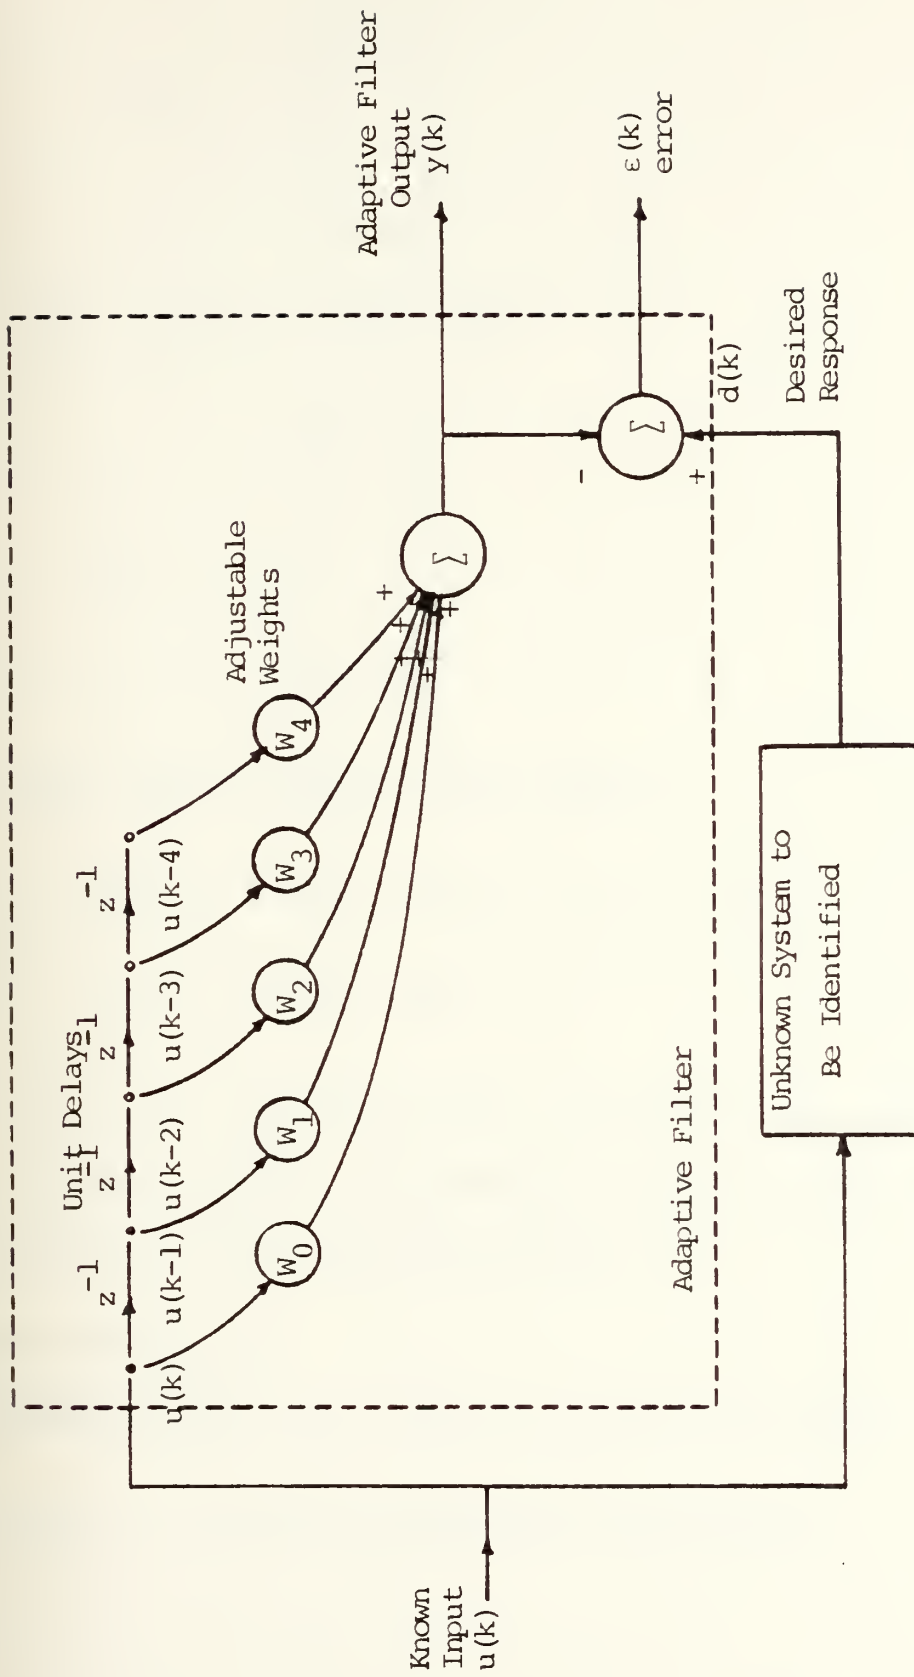 Unit Delays
z⁻¹
z⁻¹
z⁻¹
z⁻¹
u(k)
u(k-1)
u(k-2)
u(k-3)
u(k-4)
W₀
W₁
W₂
W₃
W₄
Adjustable
Weights
+
+
+
+
+
Σ
Adaptive Filter
Output
y(k)
Known
Input
u(k)
-
Σ
+
ε(k)
error
Adaptive Filter
d(k)
Desired
Response
Unknown System to
Be Identified